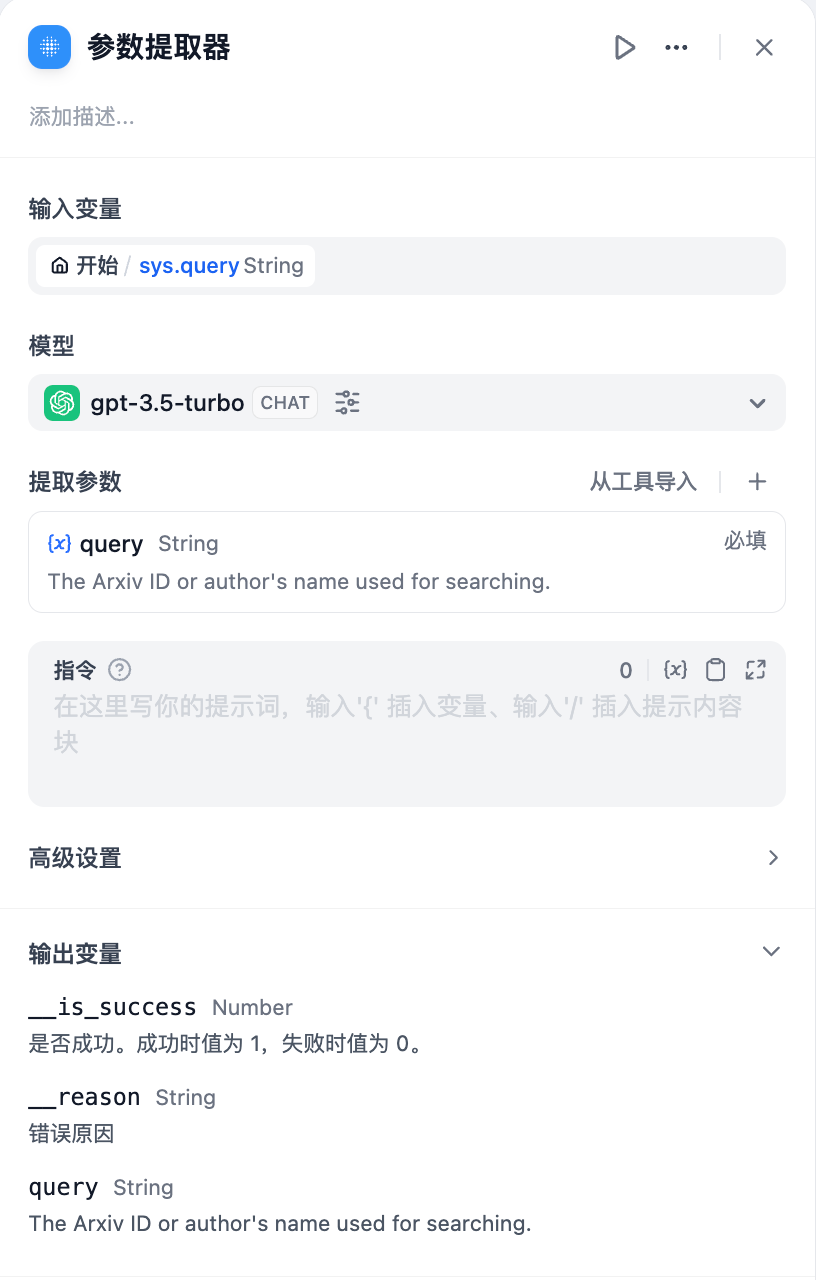 参数提取器
添加描述...
输入变量
开始 / sys.query String
模型
gpt-3.5-turbo CHAT
提取参数 从工具导入
{x} query String 必填
The Arxiv ID or author's name used for searching.
指令 0 {x}
在这里写你的提示词，输入'{' 插入变量、输入'/' 插入提示内容
块
高级设置
输出变量
__is_success Number
是否成功。成功时值为 1，失败时值为 0。
__reason String
错误原因
query String
The Arxiv ID or author's name used for searching.